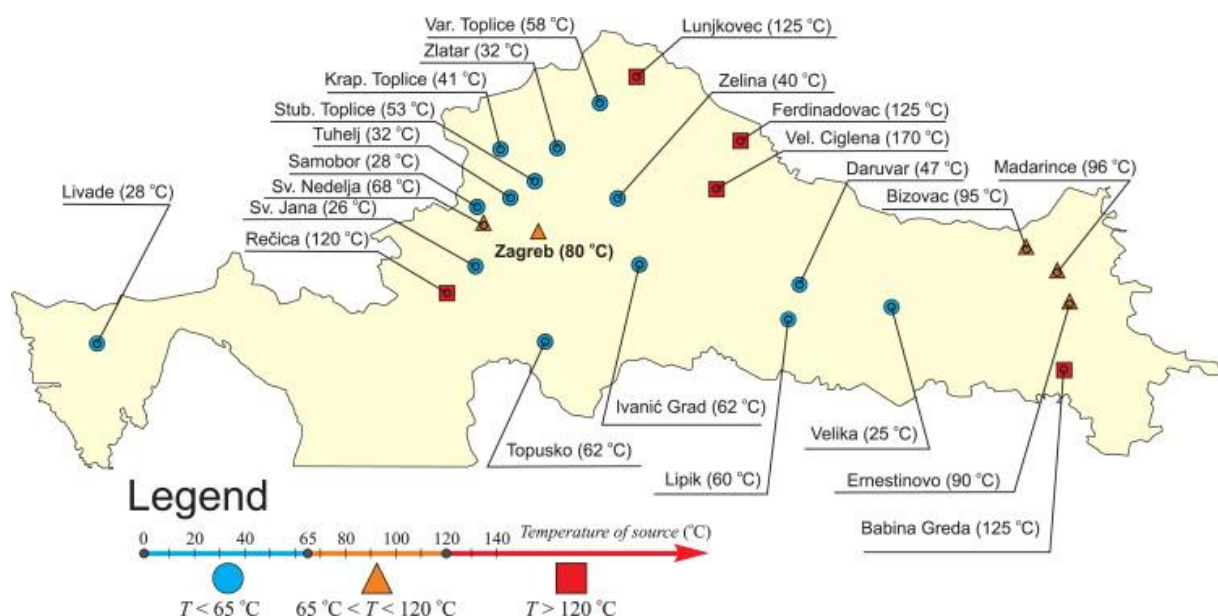 Var. Toplice (58 °C)
Lunjkovec (125 °C)
Zlatar (32 °C)
Krap. Toplice (41 °C)
Zelina (40 °C)
Stub. Toplice (53 °C)
Ferdinadovac (125 °C)
Tuhelj (32 °C)
Vel. Ciglena (170 °C)
Samobor (28 °C)
Daruvar (47 °C)
Madarince (96 °C)
Livade (28 °C)
Sv. Nedelja (68 °C)
Bizovac (95 °C)
Sv. Jana (26 °C)
Rečica (120 °C)
Zagreb (80 °C)
Ivanić Grad (62 °C)
Velika (25 °C)
Topusko (62 °C)
Lipik (60 °C)
Ernestinovo (90 °C)
Babina Greda (125 °C)
Legend
0 20 40 65 80 100 120 140 Temperature of source (°C)
T < 65 °C 65 °C < T < 120 °C T > 120 °C